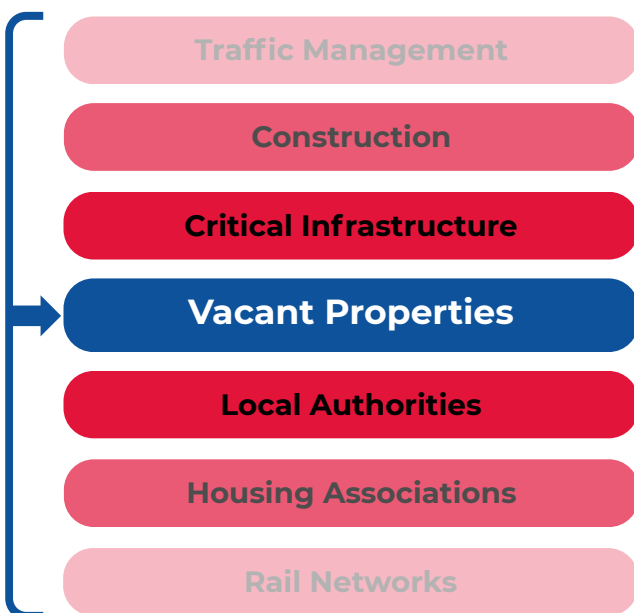 Traffic Management
Construction
Critical Infrastructure
Vacant Properties
Local Authorities
Housing Associations
Rail Networks